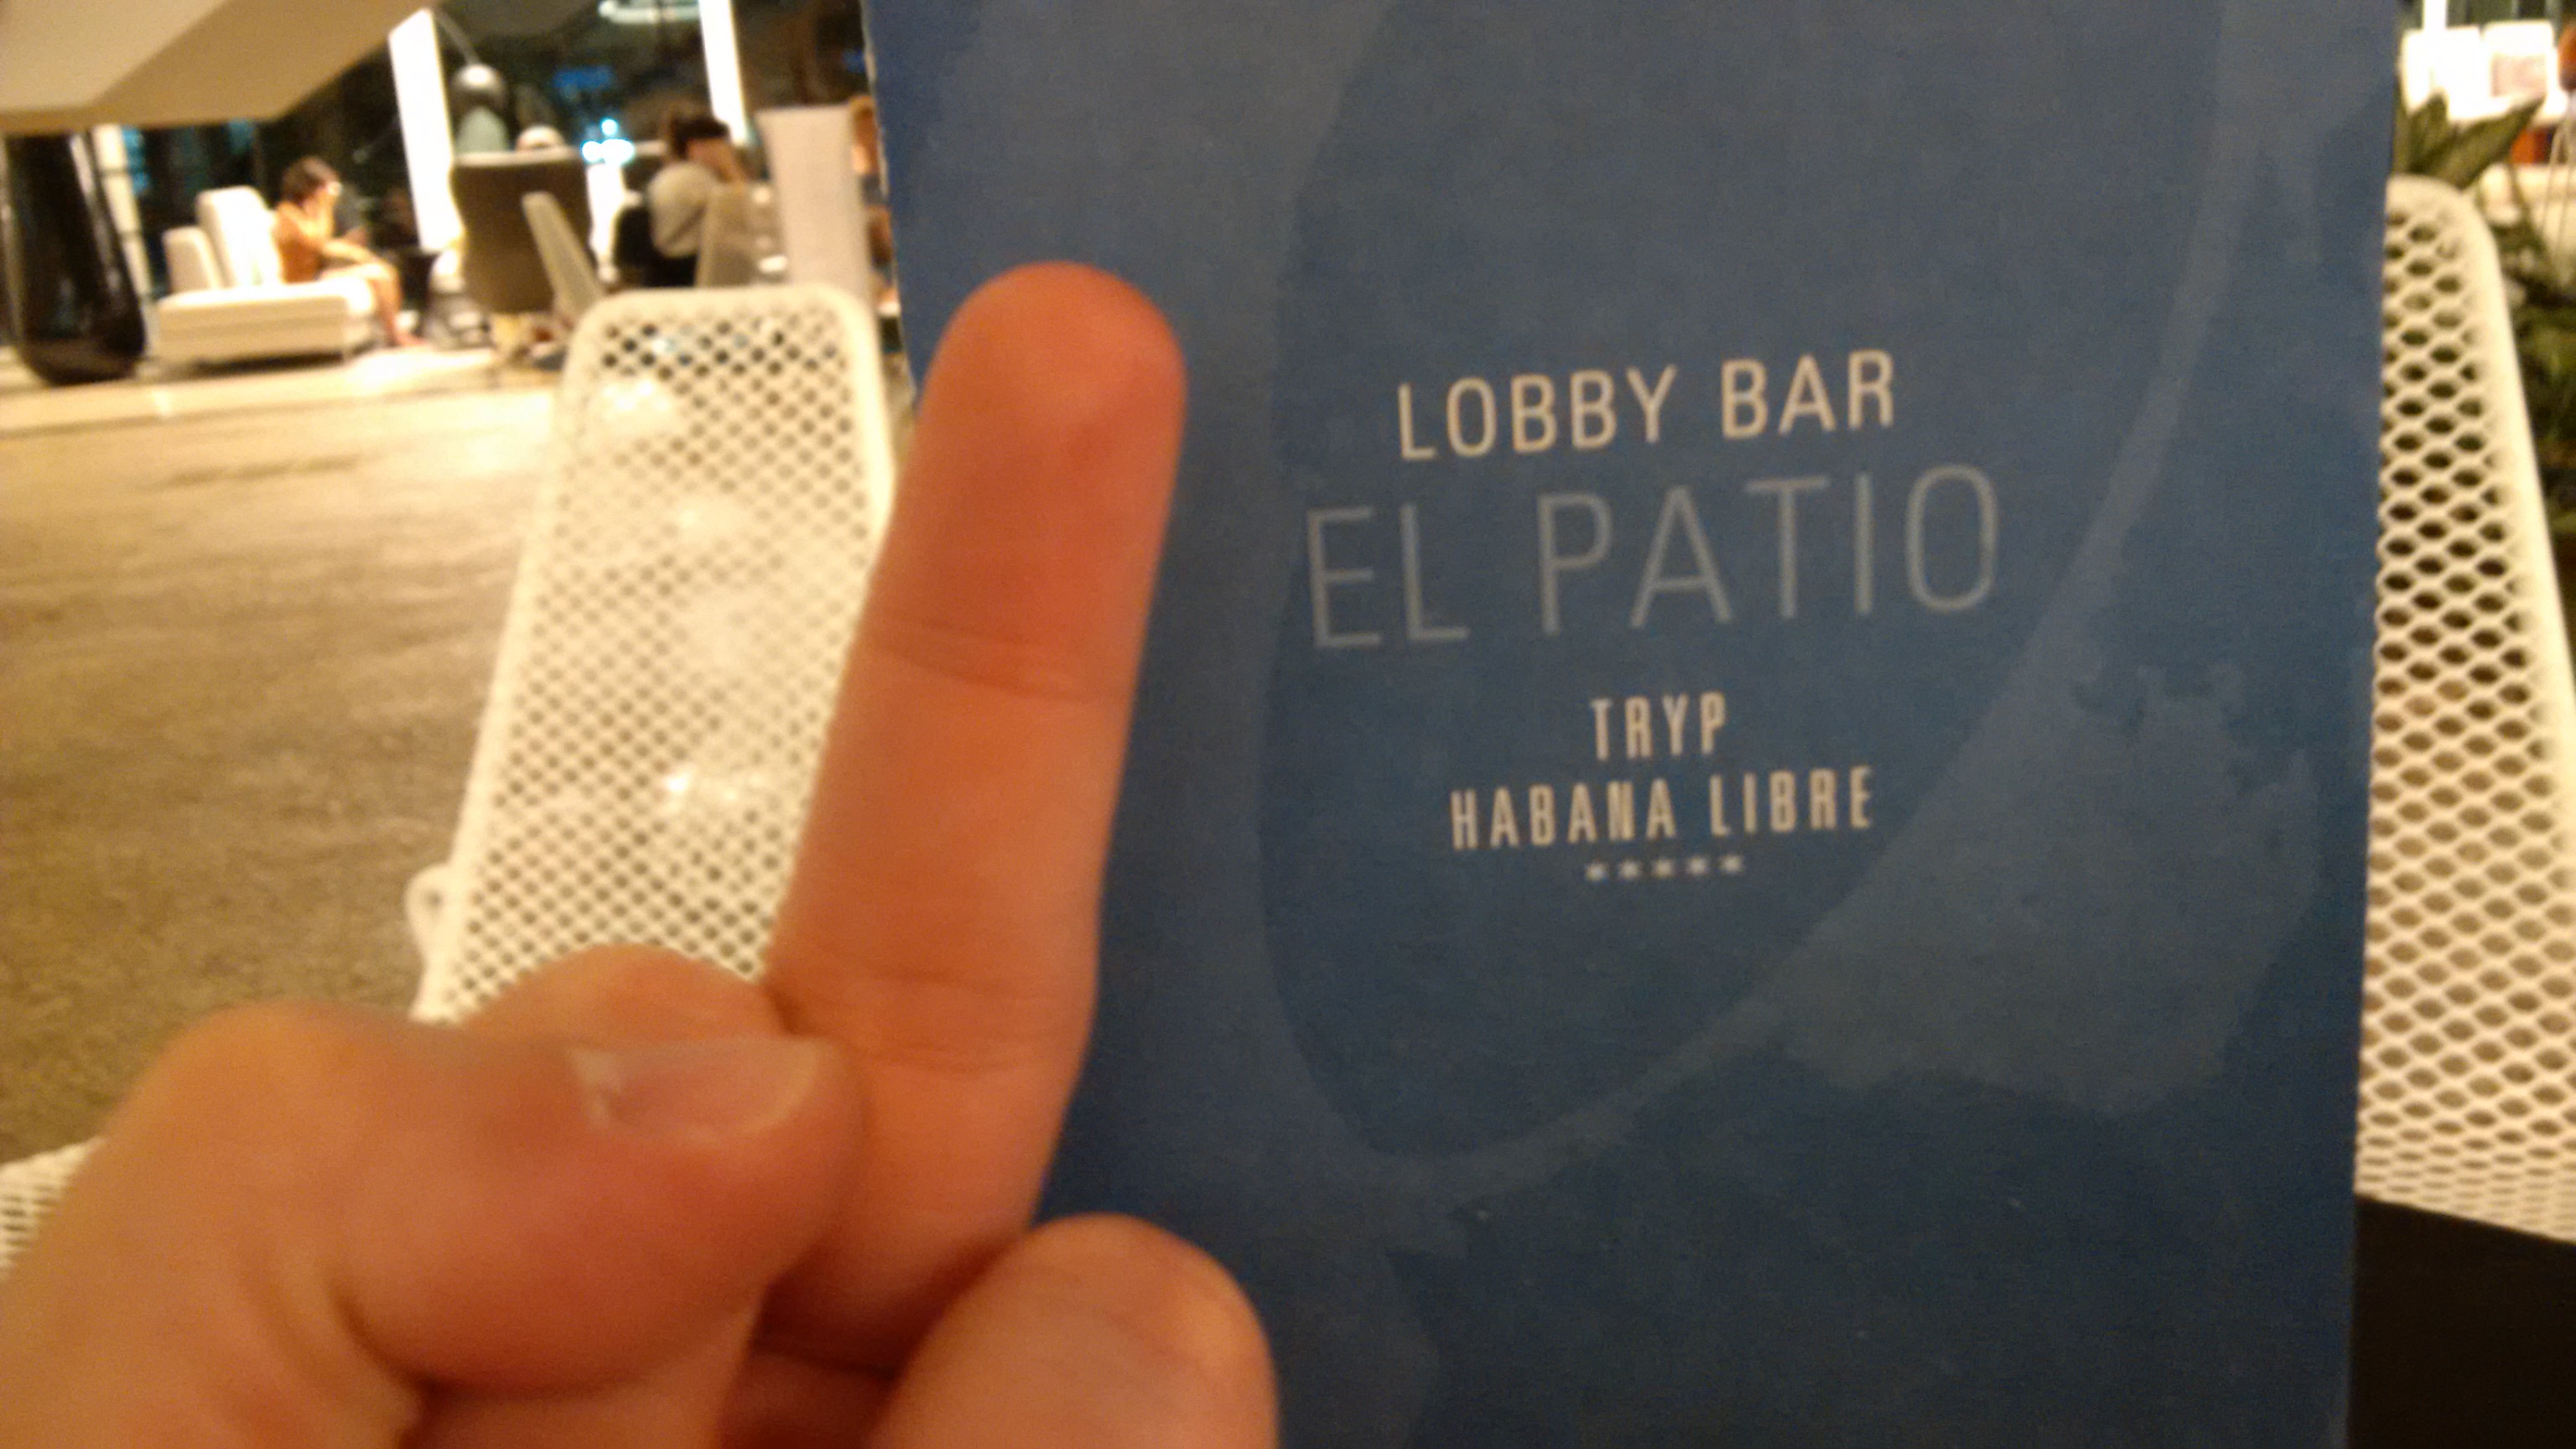 LOBBY BAR
EL PATIO
TRYP
HABANA LIBRE
★★★★★